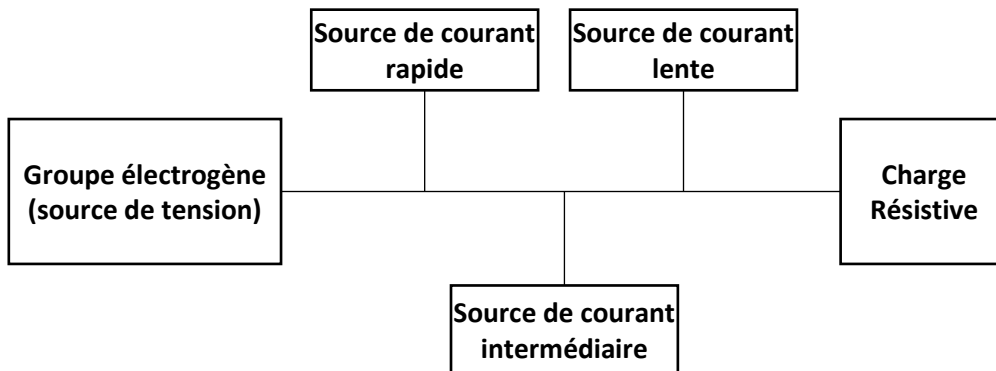 Source de courant
rapide
Source de courant
lente
Groupe électrogène
(source de tension)
Charge
Résistive
Source de courant
intermédiaire